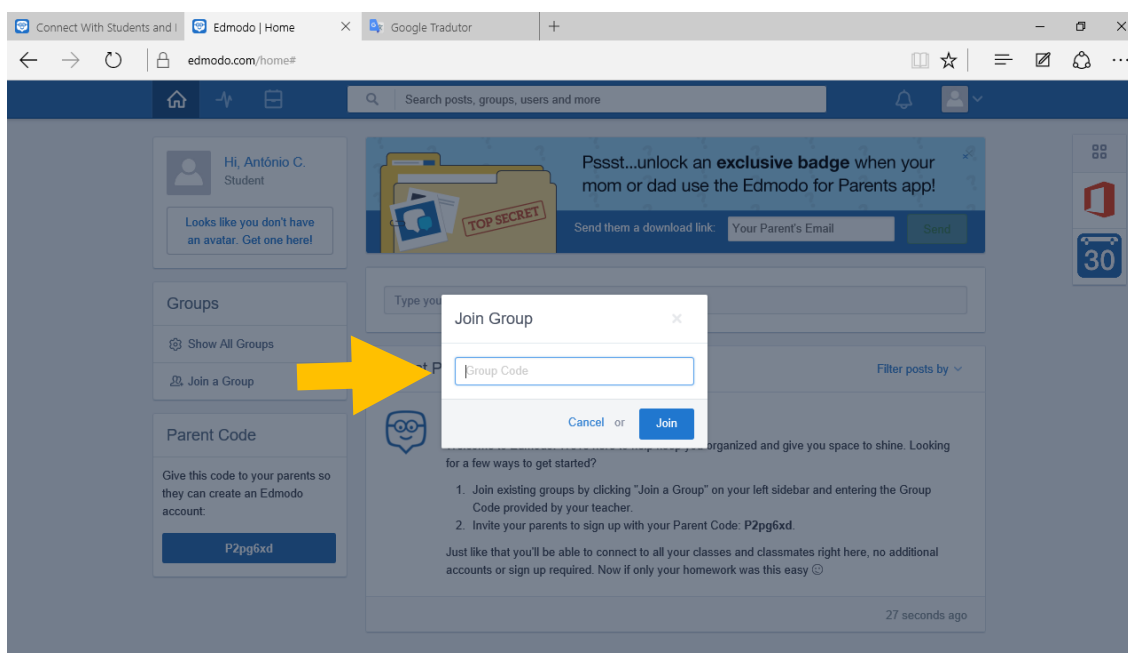 Connect With Students and
Edmodo | Home
Google Tradutor
edmodo.com/home#
Search posts, groups, users and more
Hi, Antônio C.
Student
Looks like you don't have
an avatar. Get one here!
Groups
Show All Groups
Join a Group
Parent Code
Give this code to your parents so
they can create an Edmodo
account:
P2pg6xd
TOP SECRET
Pssst...unlock an exclusive badge when your
mom or dad use the Edmodo for Parents app!
Send them a download link:
Your Parent's Email
Send
Type you
Join Group
Group Code
Cancel or Join
Filter posts by
for a few ways to get started?
organized and give you space to shine. Looking
1. Join existing groups by clicking "Join a Group" on your left sidebar and entering the Group
Code provided by your teacher.
2. Invite your parents to sign up with your Parent Code: P2pg6xd.
Just like that you'll be able to connect to all your classes and classmates right here, no additional
accounts or sign up required. Now if only your homework was this easy
27 seconds ago
30